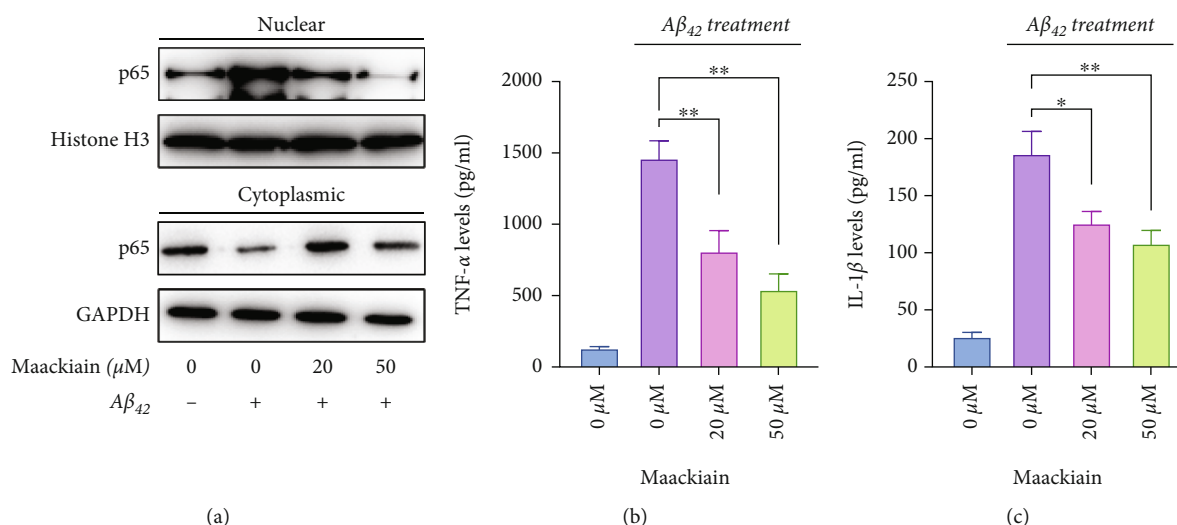 Nuclear
p65
Histone H3
Cytoplasmic
p65
GAPDH
Maackiain (μM) 0 0 20 50
Aβ42 – + + +
(a)
Aβ42 treatment
TNF-α levels (pg/ml)
2000
1500
1000
500
0
**
**
0 μM 0 μM 20 μM 50 μM
Maackiain
(b)
Aβ42 treatment
IL-1β levels (pg/ml)
250
200
150
100
50
0
**
*
0 μM 0 μM 20 μM 50 μM
Maackiain
(c)